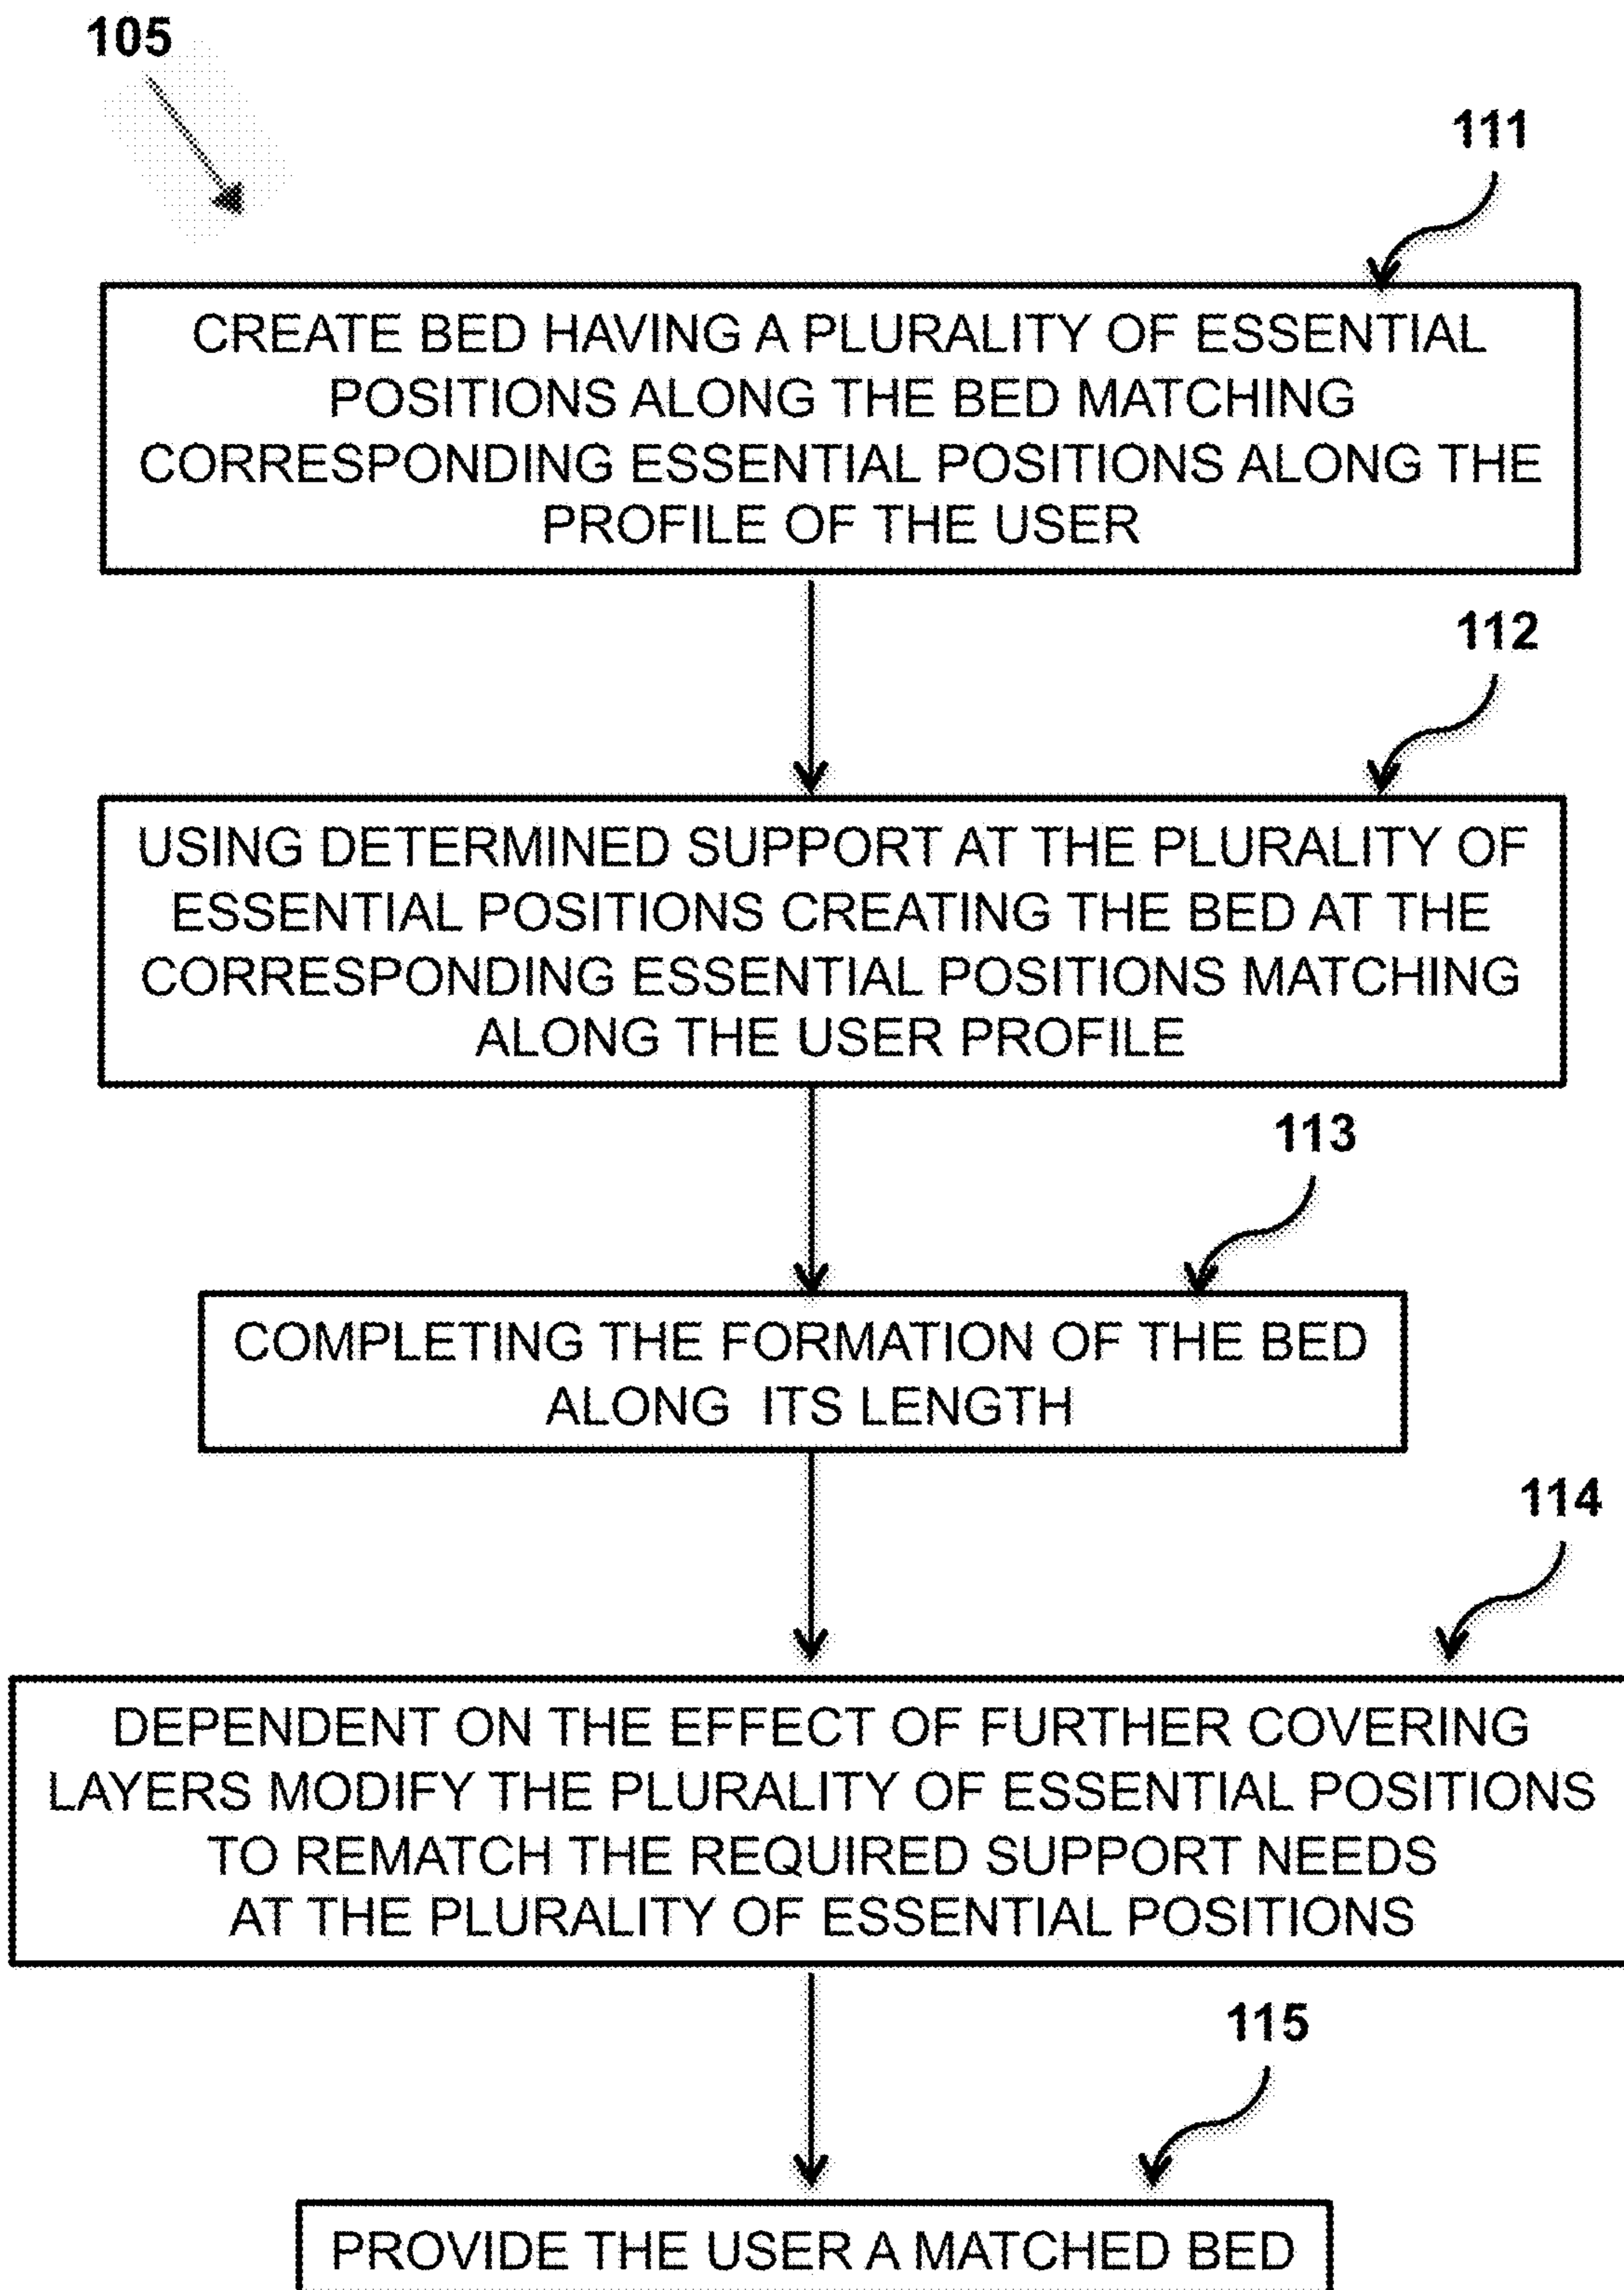 105
111
CREATE BED HAVING A PLURALITY OF ESSENTIAL
POSITIONS ALONG THE BED MATCHING
CORRESPONDING ESSENTIAL POSITIONS ALONG THE
PROFILE OF THE USER
112
USING DETERMINED SUPPORT AT THE PLURALITY OF
ESSENTIAL POSITIONS CREATING THE BED AT THE
CORRESPONDING ESSENTIAL POSITIONS MATCHING
ALONG THE USER PROFILE
113
COMPLETING THE FORMATION OF THE BED
ALONG ITS LENGTH
114
DEPENDENT ON THE EFFECT OF FURTHER COVERING
LAYERS MODIFY THE PLURALITY OF ESSENTIAL POSITIONS
TO REMATCH THE REQUIRED SUPPORT NEEDS
AT THE PLURALITY OF ESSENTIAL POSITIONS
115
PROVIDE THE USER A MATCHED BED